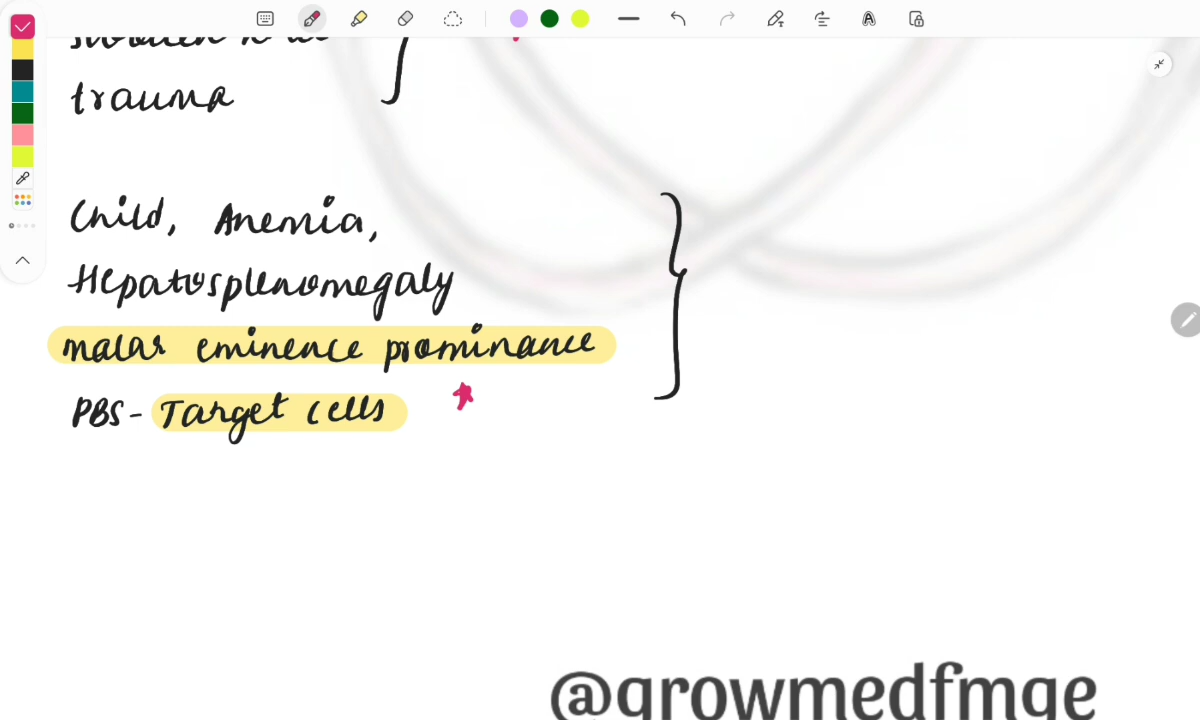 trauma
Child, Anemia,
Hepatosplenomegaly
malar eminence prominance
PBS - Target cells
@growmedfmge